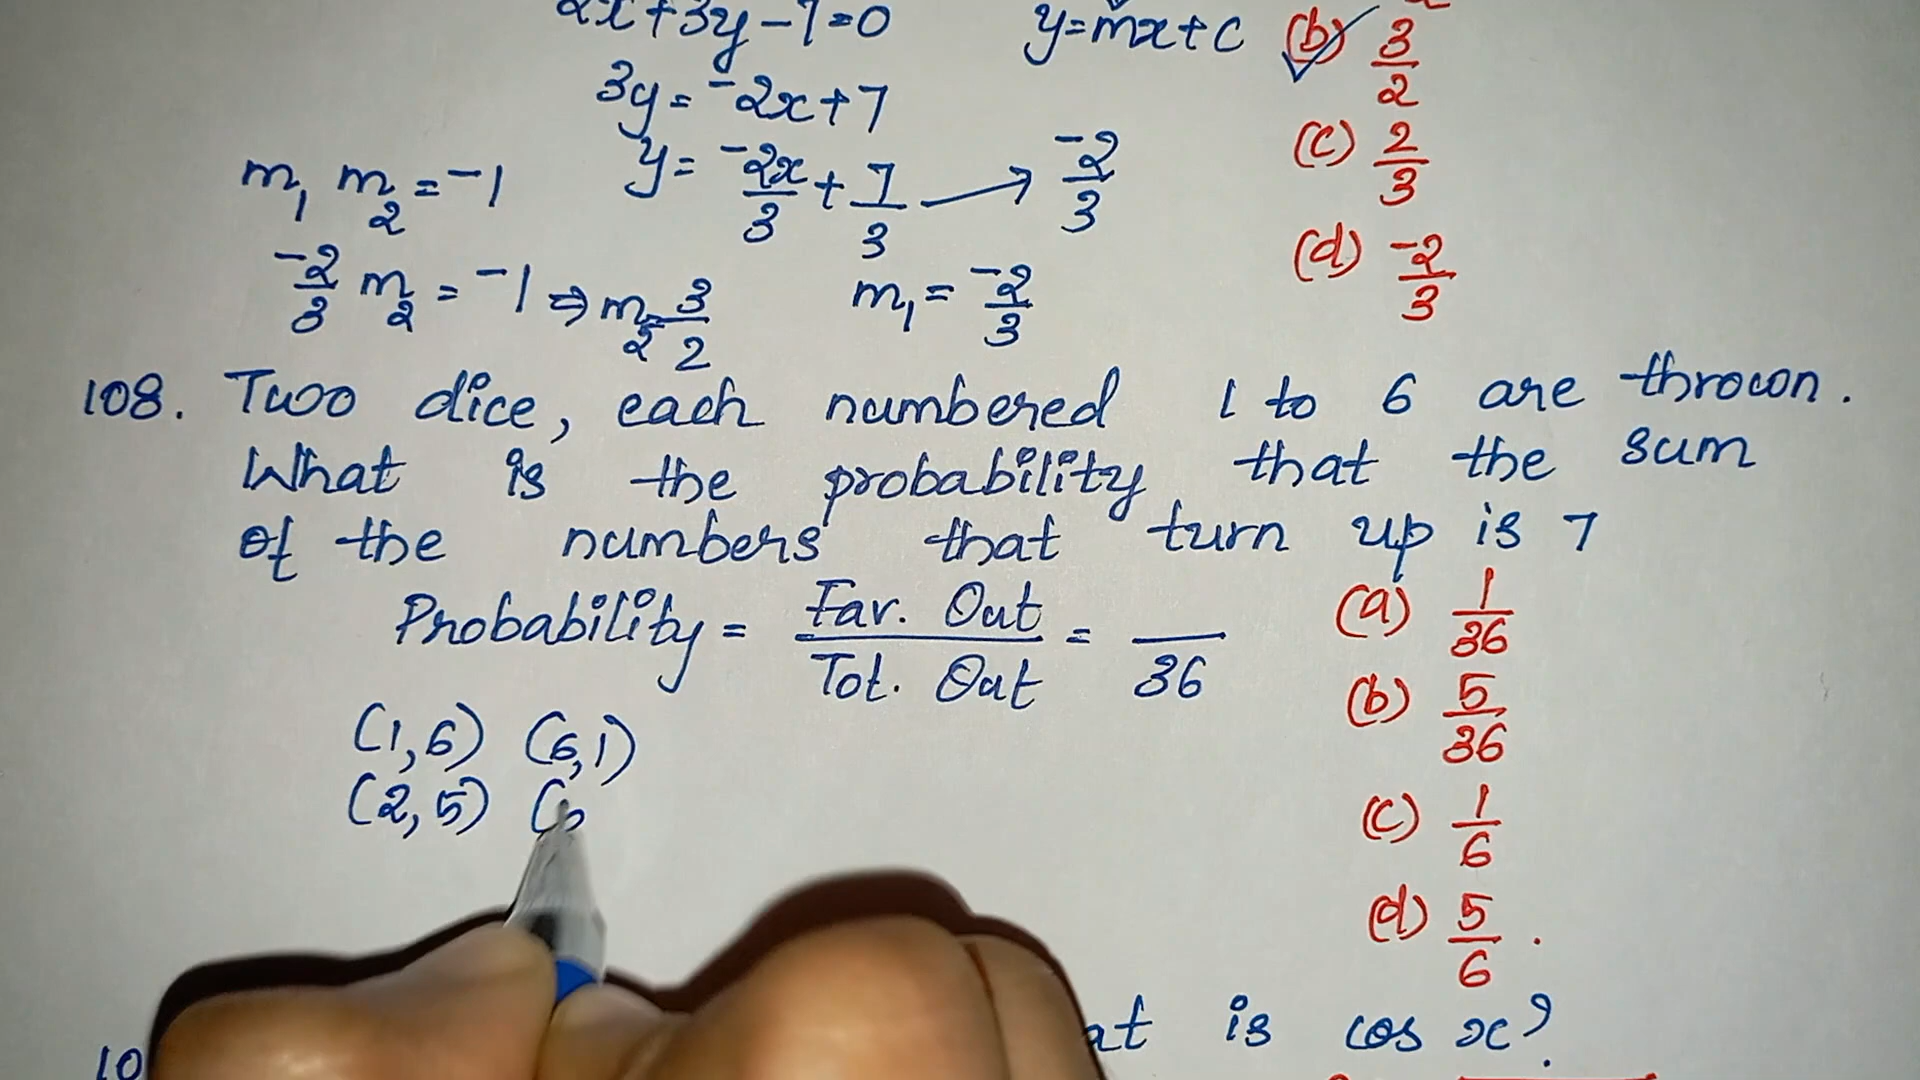 2x+3y-7=0 y=mx+c (b) 3/2
3y = -2x+7
(c) 2/3
m₁ m₂ = -1 y = -2x/3 + 7/3 → -2/3
(d) -2/3
-2/3 m₂ = -1 ⇒ m₂ = 3/2 m₁ = -2/3
108. Two dice, each numbered 1 to 6 are thrown.
What is the probability that the sum
of the numbers that turn up is 7
Probability = Fav. Out / Tot. Out = /36
(a) 1/36
(b) 5/36
(1,6) (6,1)
(2,5) (
(c) 1/6
(d) 5/6 .
is cos x?
10